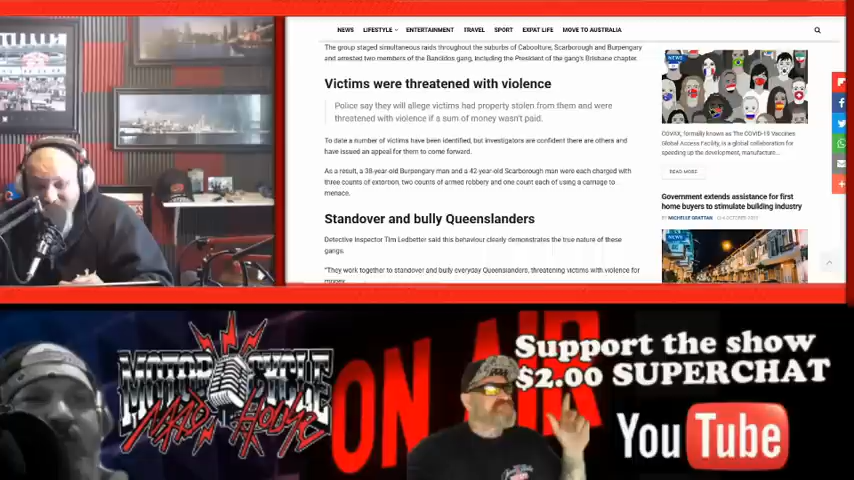 NEWS LIFESTYLE ENTERTAINMENT TRAVEL SPORT EXPAT LIFE MOVE TO AUSTRALIA
The group staged simultaneous raids throughout the suburbs of Caboolture, Scarborough and Burpengary
and arrested two members of the Bandidos gang, including the President of the gang's Brisbane chapter.
Victims were threatened with violence
Police say they will allege victims had property stolen from them and were
threatened with violence if a sum of money wasn't paid.
To date a number of victims have been identified, but investigators are confident there are others and
have issued an appeal for them to come forward.
As a result, a 38-year-old Burpengary man and a 42-year-old Scarborough man were each charged with
three counts of extortion, two counts of armed robbery and one count each of using a carriage to
menace.
Standover and bully Queenslanders
Detective Inspector Tim Ledbetter said this behaviour clearly demonstrates the true nature of these
gangs.
"They work together to standover and bully everyday Queenslanders, threatening victims with violence for
money.
NEWS
COVAX, formally known as The COVID-19 Vaccines
Global Access Facility, is a global collaboration for
speeding up the development, manufacture...
READ MORE
Government extends assistance for first
home buyers to stimulate building industry
BY MICHELLE GRATTAN
NEWS
MOTORCYCLE
MAD HOUSE
ON AIR
Support the show
$2.00 SUPERCHAT
YouTube